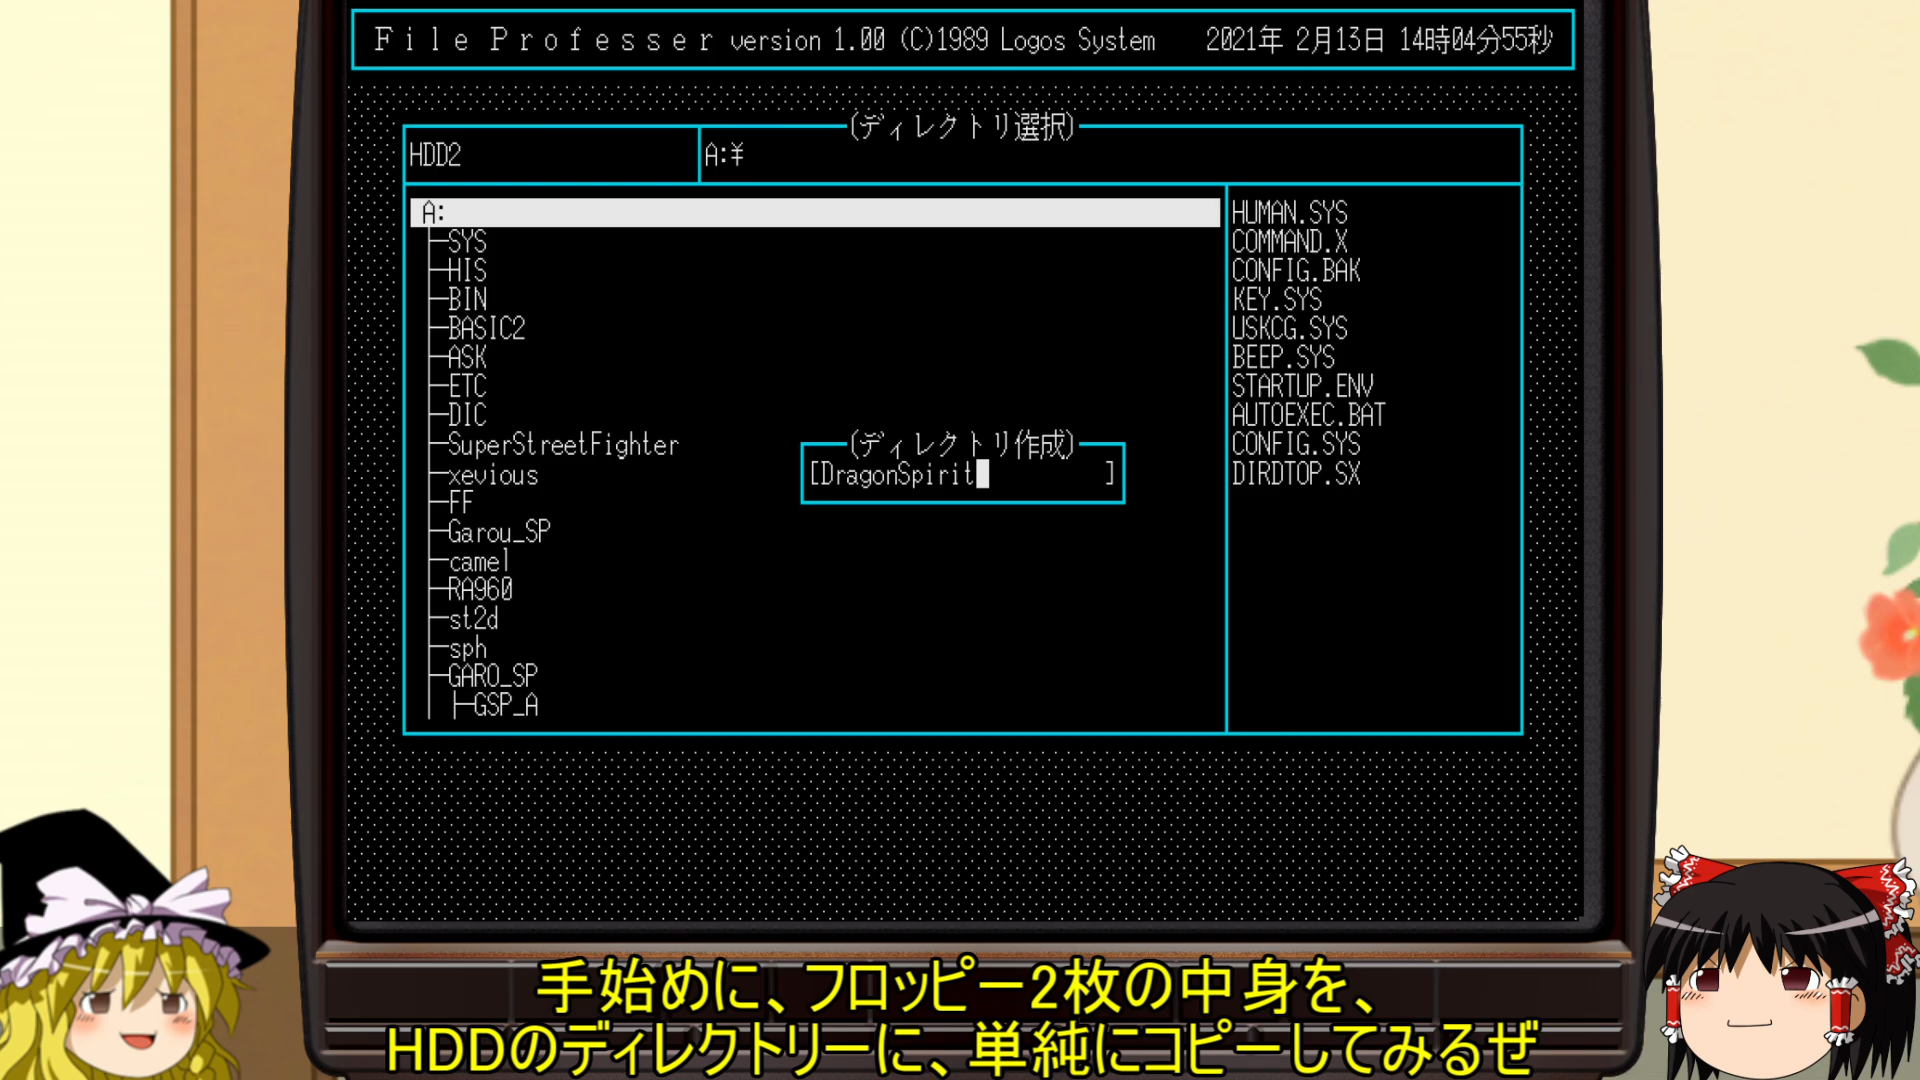 File Professer version 1.00 (C)1989 Logos System 2021年 2月13日 14時04分55秒
(ディレクトリ選択)
HDD2
A:¥
A:
SYS
HIS
BIN
BASIC2
ASK
ETC
DIC
SuperStreetFighter
xevious
FF
Garou_SP
camel
RA960
st2d
sph
GARO_SP
GSP_A
(ディレクトリ作成)
[DragonSpirit ]
HUMAN.SYS
COMMAND.X
CONFIG.BAK
KEY.SYS
USKCG.SYS
BEEP.SYS
STARTUP.ENV
AUTOEXEC.BAT
CONFIG.SYS
DIRDTOP.SX
手始めに、フロッピー2枚の中身を、
HDDのディレクトリーに、単純にコピーしてみるぜ